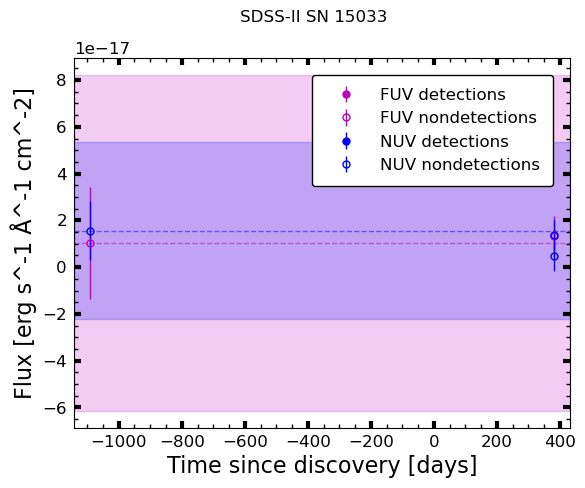 SDSS-II SN 15033
1e−17
FUV detections
FUV nondetections
NUV detections
NUV nondetections
8
6
4
2
0
−2
−4
−6
Flux [erg s^-1 Å^-1 cm^-2]
−1000 −800 −600 −400 −200 0 200 400
Time since discovery [days]